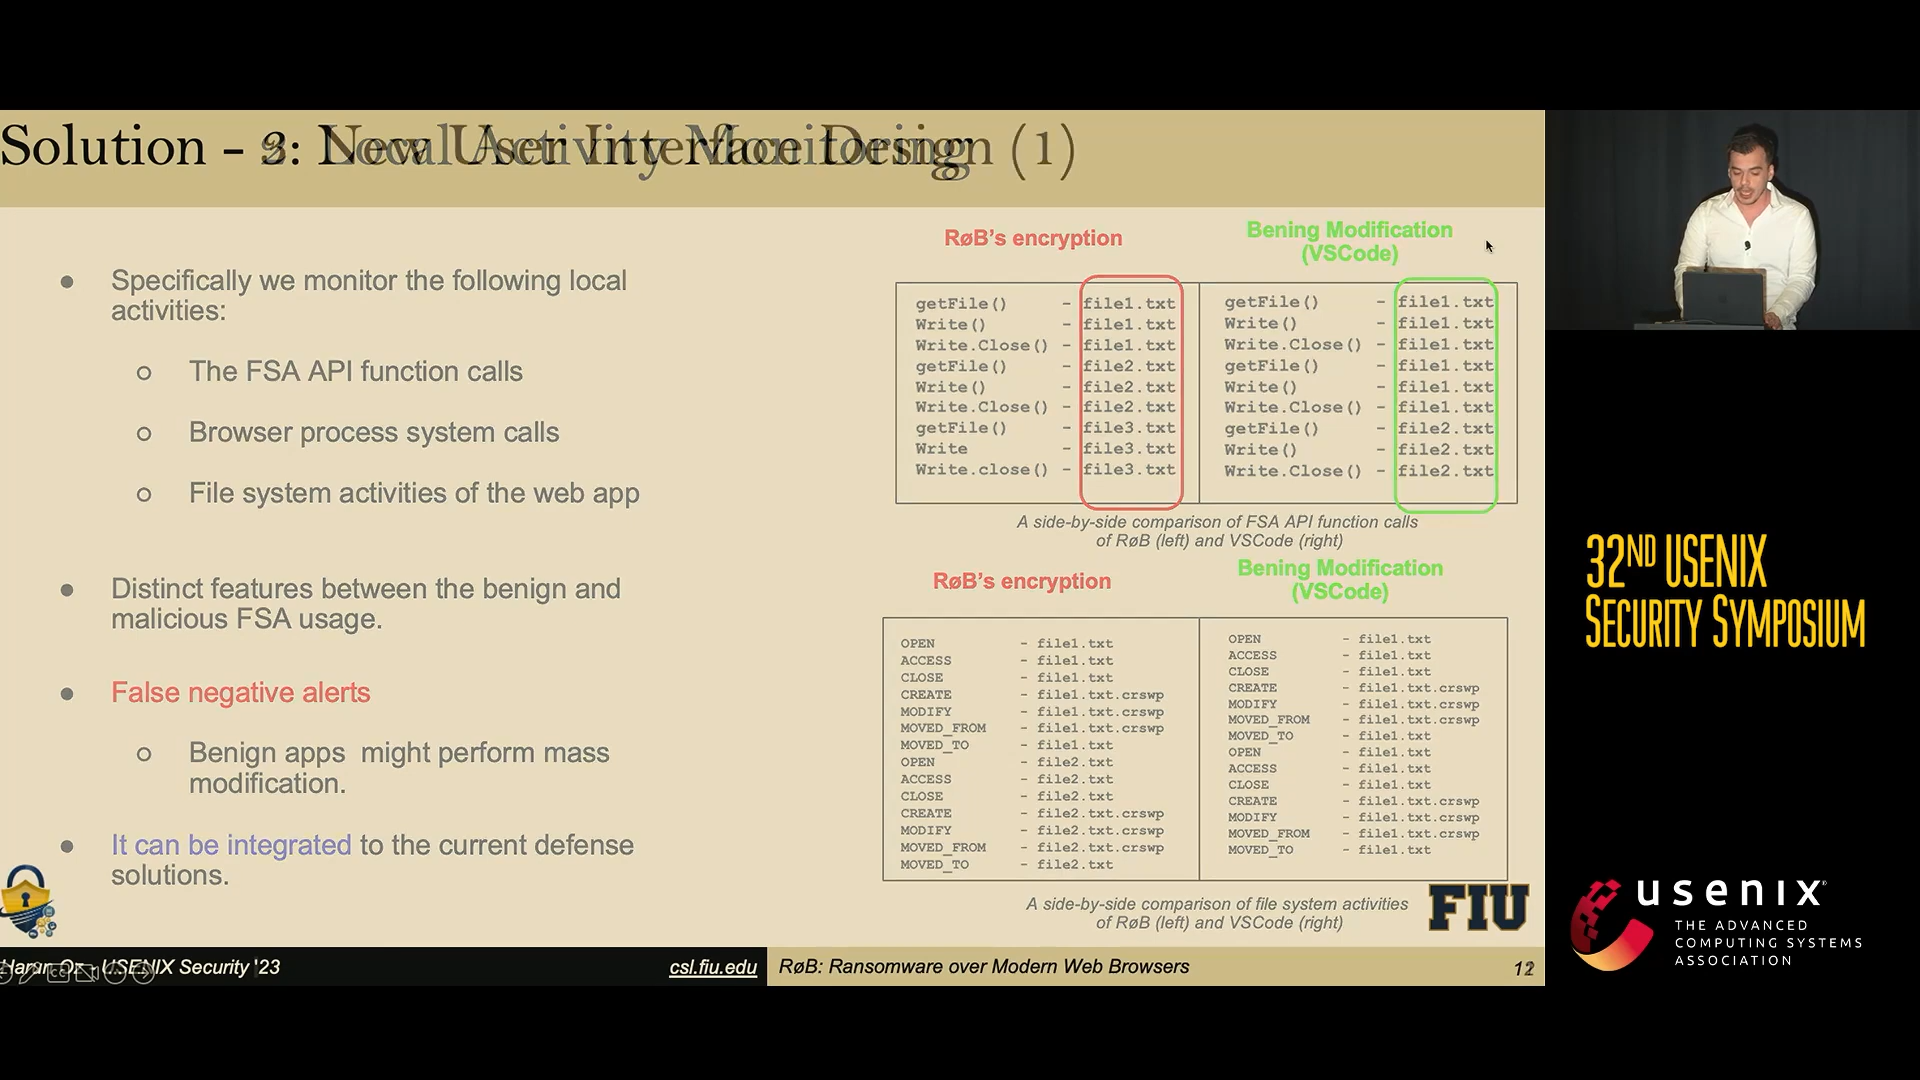 Solution - 3: New User Interface Design (1)
Specifically we monitor the following local
activities:
The FSA API function calls
Browser process system calls
File system activities of the web app
Distinct features between the benign and
malicious FSA usage.
False negative alerts
Benign apps might perform mass
modification.
It can be integrated to the current defense
solutions.
RøB's encryption
Bening Modification
(VSCode)
getFile() - file1.txt
Write() - file1.txt
Write.Close() - file1.txt
getFile() - file2.txt
Write() - file2.txt
Write.Close() - file2.txt
getFile() - file3.txt
Write file3.txt
Write.close() - file3.txt
getFile() - file1.txt
Write() - file1.txt
Write.Close() - file1.txt
getFile() - file1.txt
Write() - file1.txt
Write.Close() - file1.txt
getFile() - file2.txt
Write() - file2.txt
Write.Close() - file2.txt
A side-by-side comparison of FSA API function calls
of RøB (left) and VSCode (right)
RøB's encryption
Bening Modification
(VSCode)
OPEN - file1.txt
ACCESS - file1.txt
CLOSE - file1.txt
CREATE - file1.txt.crswp
MODIFY - file1.txt.crswp
MOVED_FROM - file1.txt.crswp
MOVED_TO - file1.txt
OPEN - file2.txt
ACCESS - file2.txt
CLOSE - file2.txt
CREATE - file2.txt.crswp
MODIFY - file2.txt.crswp
MOVED_FROM - file2.txt.crswp
MOVED_TO - file2.txt
OPEN - file1.txt
ACCESS - file1.txt
CLOSE - file1.txt
CREATE - file1.txt.crswp
MODIFY - file1.txt.crswp
MOVED_FROM - file1.txt.crswp
MOVED_TO - file1.txt
OPEN - file1.txt
ACCESS - file1.txt
CLOSE - file1.txt
CREATE - file1.txt.crswp
MODIFY - file1.txt.crswp
MOVED_FROM - file1.txt.crswp
MOVED_TO - file1.txt
A side-by-side comparison of file system activities
of RøB (left) and VSCode (right)
FIU
Harun Oz - USENIX Security '23
csl.fiu.edu
RøB: Ransomware over Modern Web Browsers
32ND USENIX
SECURITY SYMPOSIUM
usenix
THE ADVANCED
COMPUTING SYSTEMS
ASSOCIATION